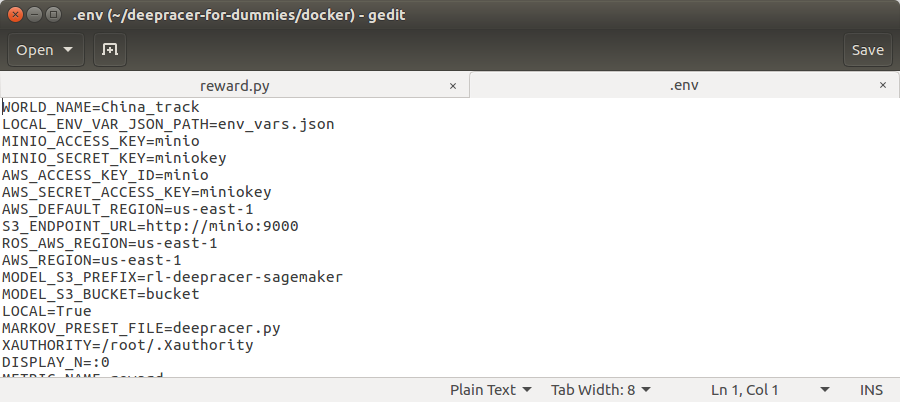 .env (~/deepracer-for-dummies/docker) - gedit
Open
Save
reward.py ×
.env ×
WORLD_NAME=China_track
LOCAL_ENV_VAR_JSON_PATH=env_vars.json
MINIO_ACCESS_KEY=minio
MINIO_SECRET_KEY=miniokey
AWS_ACCESS_KEY_ID=minio
AWS_SECRET_ACCESS_KEY=miniokey
AWS_DEFAULT_REGION=us-east-1
S3_ENDPOINT_URL=http://minio:9000
ROS_AWS_REGION=us-east-1
AWS_REGION=us-east-1
MODEL_S3_PREFIX=rl-deepracer-sagemaker
MODEL_S3_BUCKET=bucket
LOCAL=True
MARKOV_PRESET_FILE=deepracer.py
XAUTHORITY=/root/.Xauthority
DISPLAY_N=:0
METRIC_NAME=reward
Plain Text Tab Width: 8 Ln 1, Col 1 INS